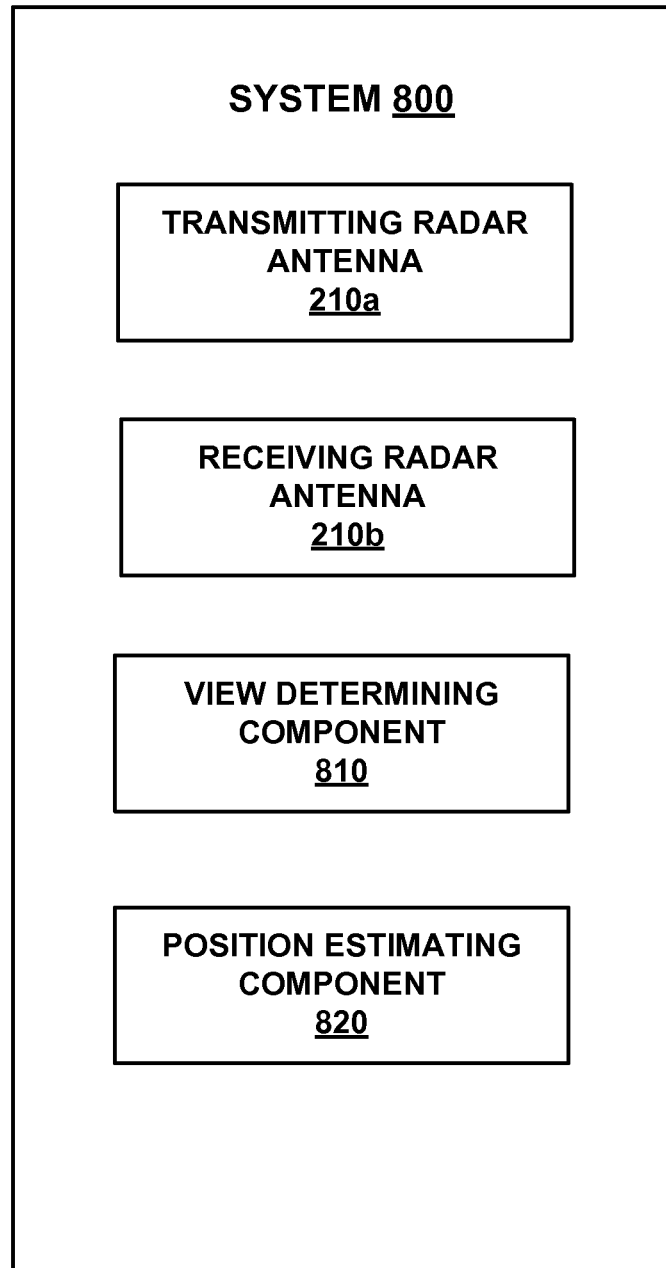 SYSTEM 800
TRANSMITTING RADAR
ANTENNA
210a
RECEIVING RADAR
ANTENNA
210b
VIEW DETERMINING
COMPONENT
810
POSITION ESTIMATING
COMPONENT
820